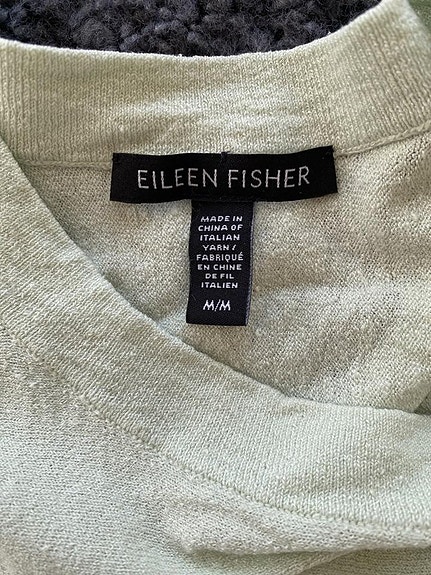 EILEEN FISHER
MADE IN
CHINA OF
ITALIAN
YARN /
FABRIQUÉ
EN CHINE
DE FIL
ITALIEN
M/M